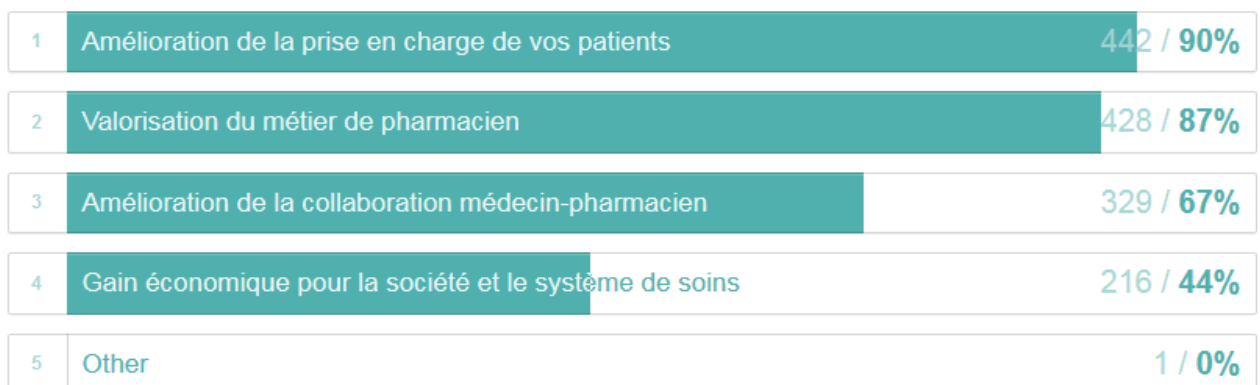 1 Amélioration de la prise en charge de vos patients 442 / 90%
2 Valorisation du métier de pharmacien 428 / 87%
3 Amélioration de la collaboration médecin-pharmacien 329 / 67%
4 Gain économique pour la société et le système de soins 216 / 44%
5 Other 1 / 0%